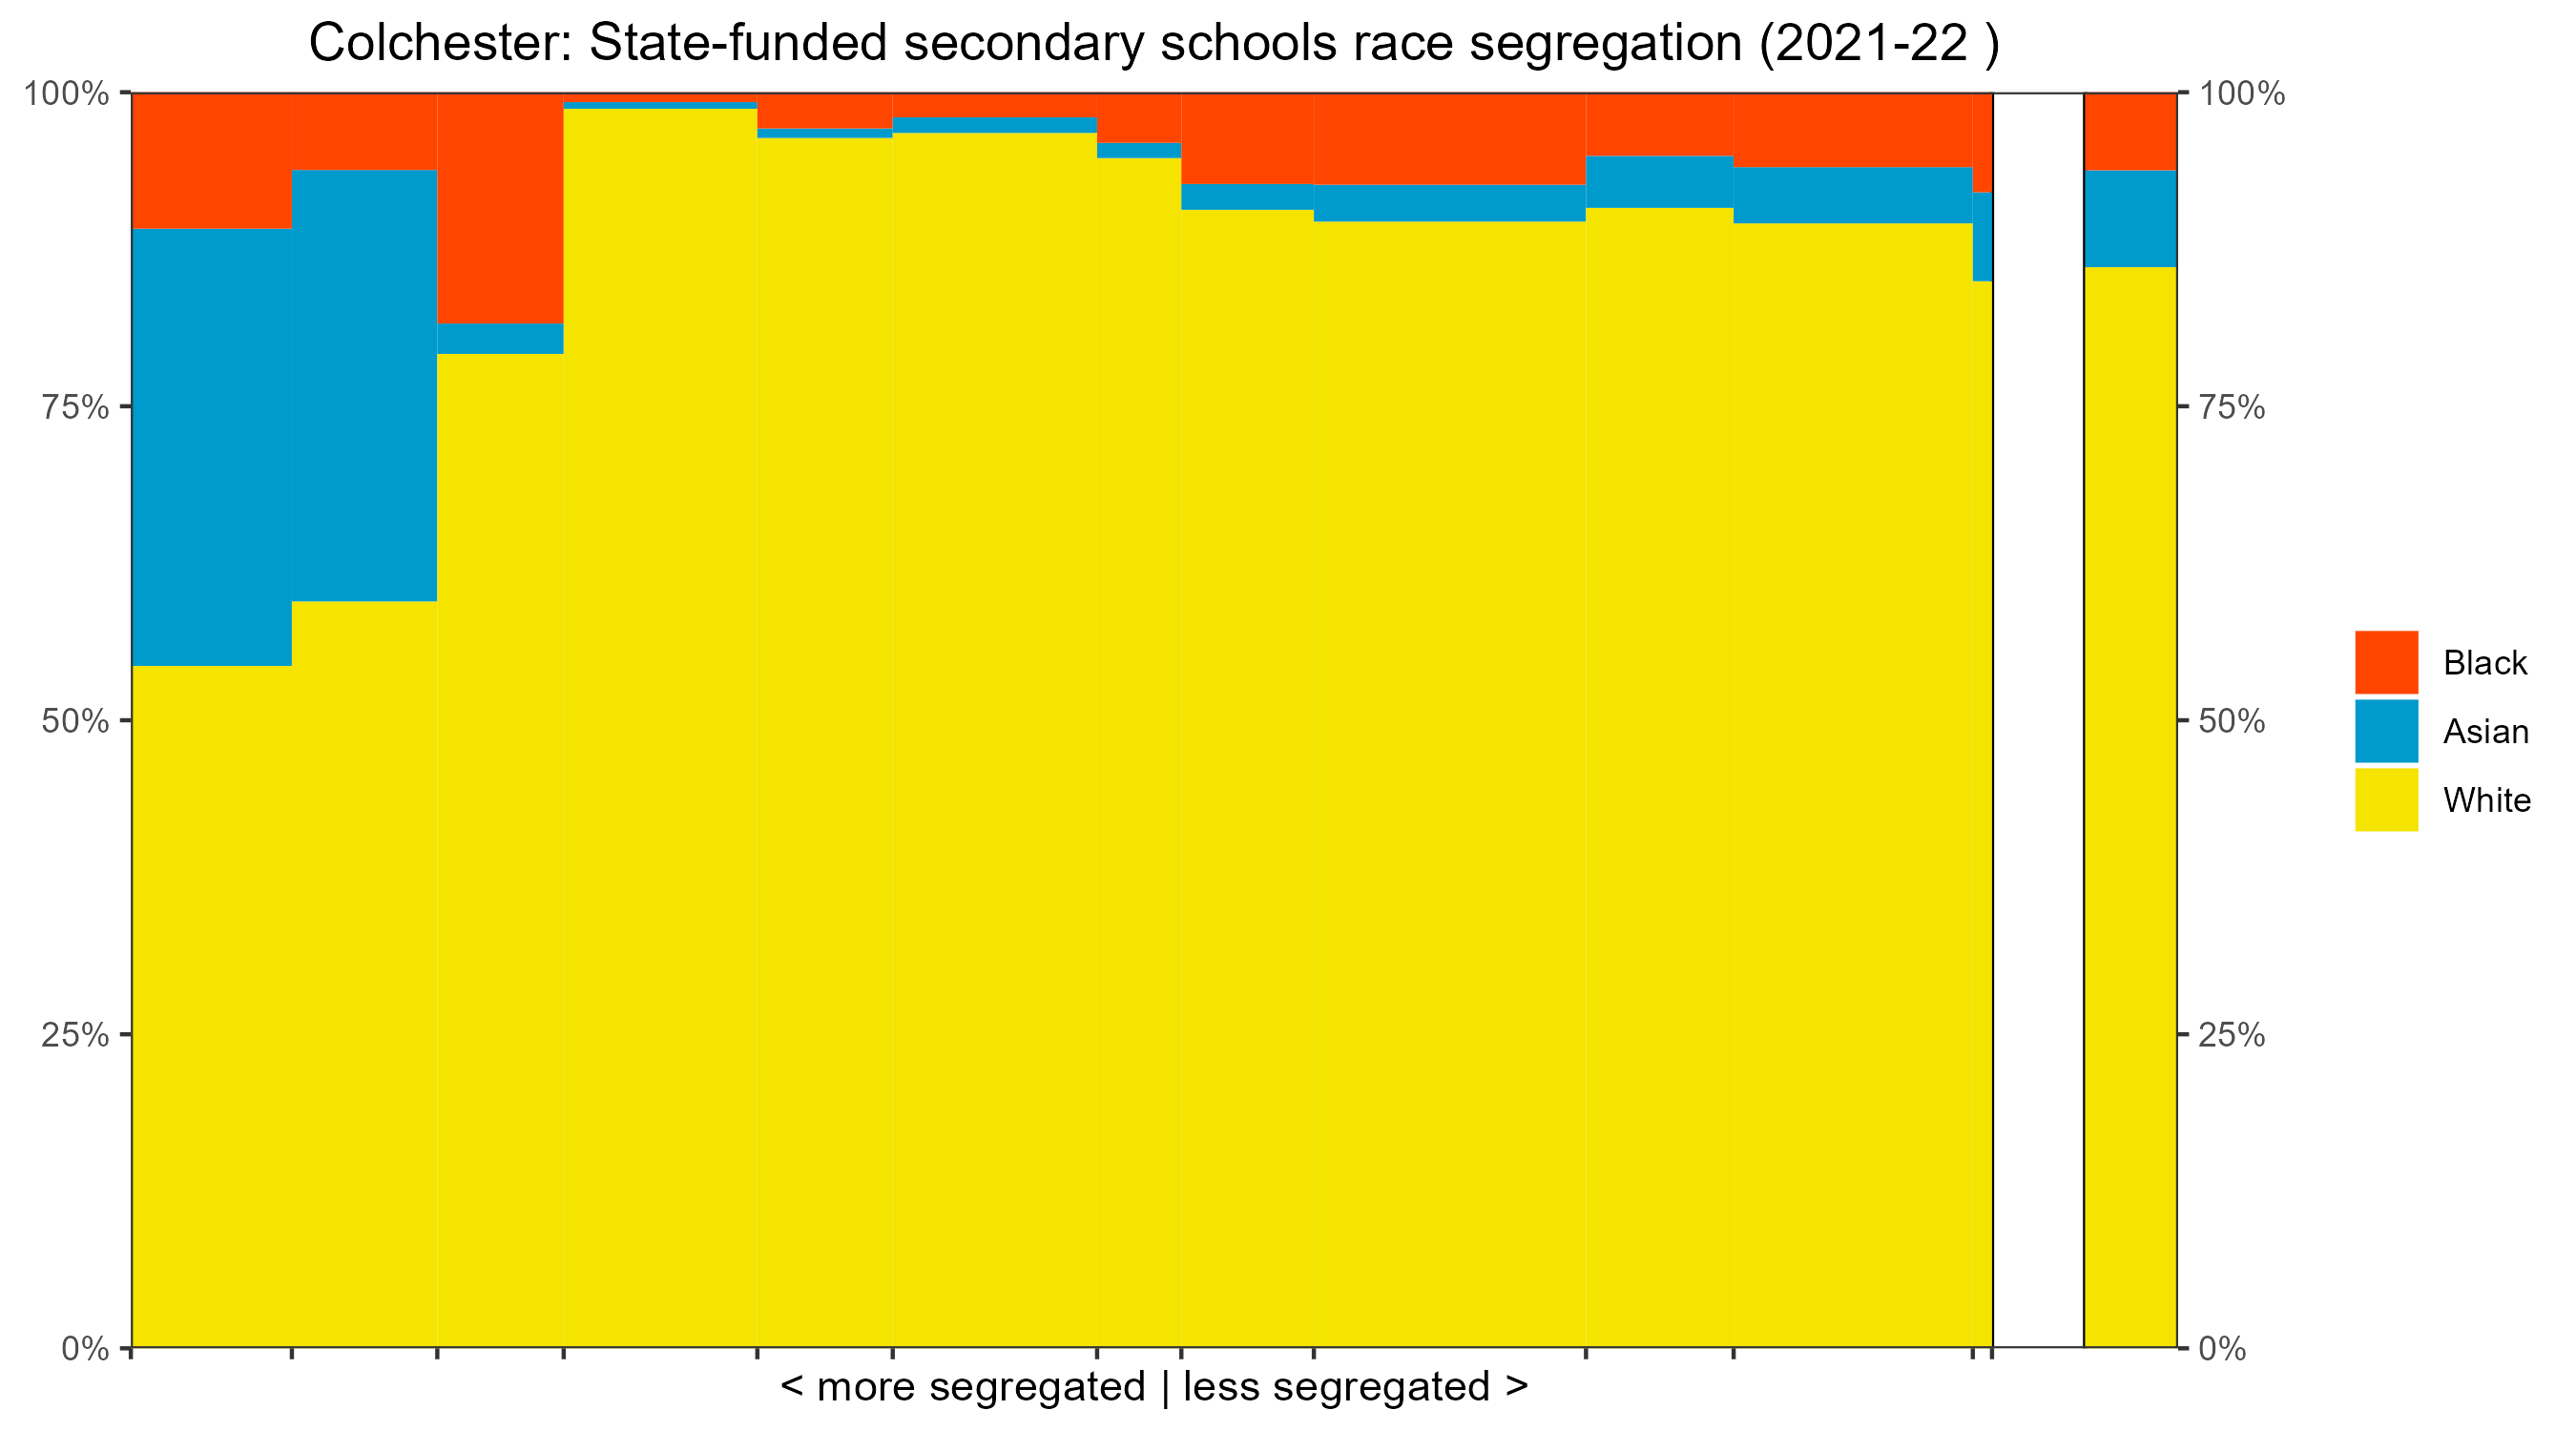 Colchester: State-funded secondary schools race segregation (2021-22 )
100%
75%
50%
25%
0%
100%
75%
50%
25%
0%
Black
Asian
White
< more segregated | less segregated >